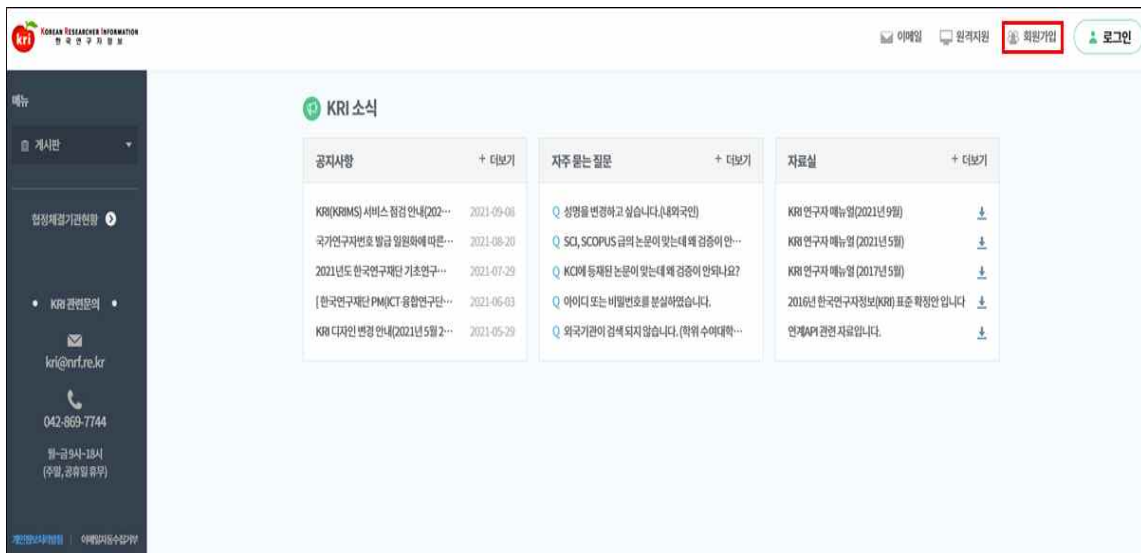 kri KOREAN RESEARCHER INFORMATION
한국연구자정보
이메일 원격지원 회원가입 로그인
메뉴
게시판
협정체결기관현황
• KRI 관련문의 •
kri@nrf.re.kr
042-869-7744
월~금 9시~18시
(주말, 공휴일 휴무)
개인정보처리방침 | 이메일자동수집거부
KRI 소식
공지사항 + 더보기
KRI(KRIMS) 서비스 점검 안내(202… 2021-09-08
국가연구자번호 발급 일원화에 따른… 2021-08-20
2021년도 한국연구재단 기초연구… 2021-07-29
[한국연구재단 PM(ICT·융합연구단… 2021-06-03
KRI 디자인 변경 안내(2021년 5월 2… 2021-05-29
자주 묻는 질문 + 더보기
Q 성명을 변경하고 싶습니다.(내외국인)
Q SCI, SCOPUS 급의 논문이 맞는데 왜 검증이 안…
Q KCI에 등재된 논문이 맞는데 왜 검증이 안되나요?
Q 아이디 또는 비밀번호를 분실하였습니다.
Q 외국기관이 검색 되지 않습니다. (학위 수여대학…
자료실 + 더보기
KRI 연구자 매뉴얼(2021년 9월)
KRI 연구자 매뉴얼 (2021년 5월)
KRI 연구자 매뉴얼 (2017년 5월)
2016년 한국연구자정보(KRI) 표준 확정안 입니다
연계API 관련 자료입니다.